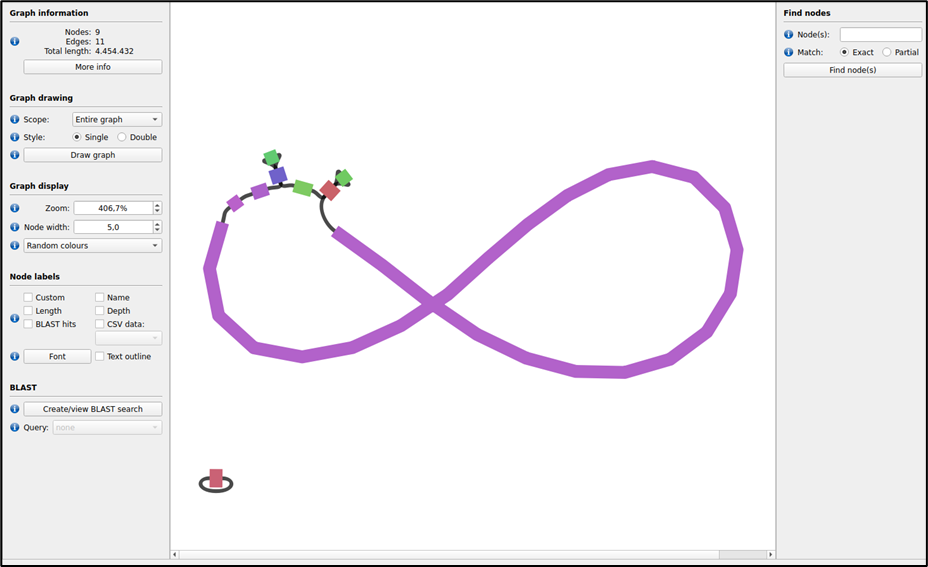 Graph information
Nodes: 9
Edges: 11
Total length: 4.454.432
More info
Graph drawing
Scope: Entire graph
Style: Single Double
Draw graph
Graph display
Zoom: 406,7%
Node width: 5,0
Random colours
Node labels
Custom Name
Length Depth
BLAST hits CSV data:
Font Text outline
BLAST
Create/view BLAST search
Query: none
Find nodes
Node(s):
Match: Exact Partial
Find node(s)